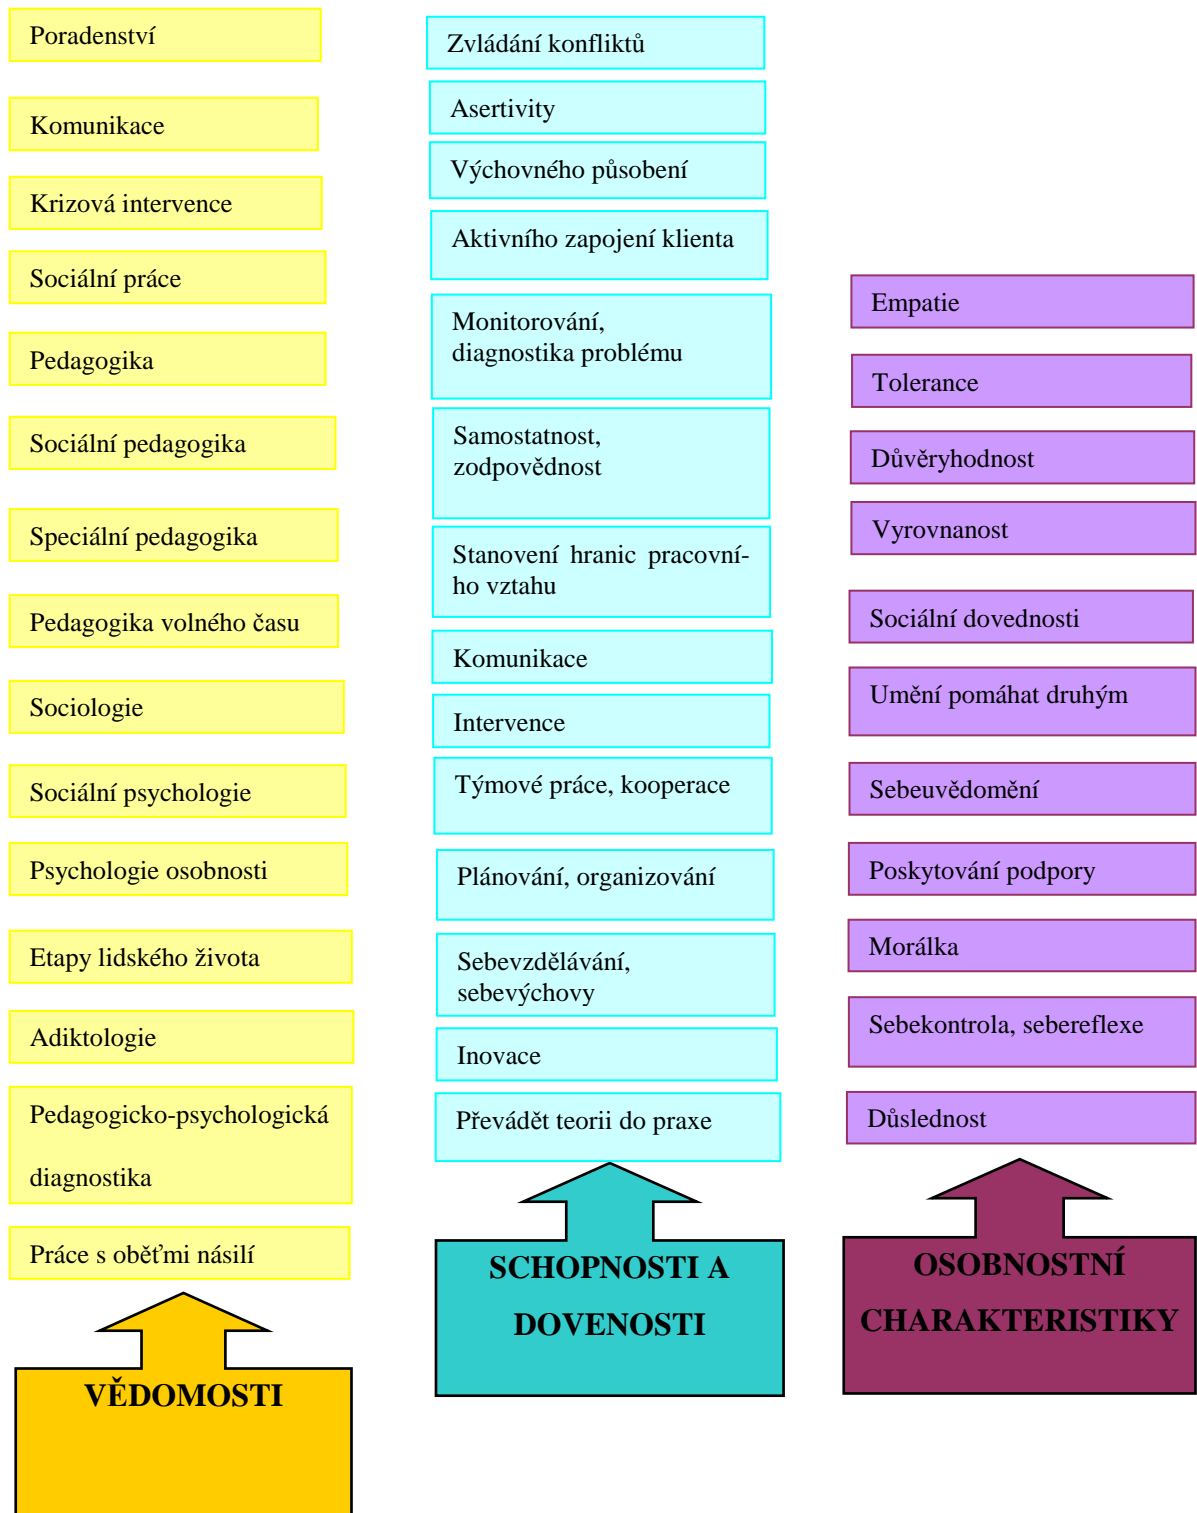 Poradenství
Komunikace
Krizová intervence
Sociální práce
Pedagogika
Sociální pedagogika
Speciální pedagogika
Pedagogika volného času
Sociologie
Sociální psychologie
Psychologie osobnosti
Etapy lidského života
Adiktologie
Pedagogicko-psychologická
diagnostika
Práce s oběťmi násilí
VĚDOMOSTI
Zvládání konfliktů
Asertivity
Výchovného působení
Aktivního zapojení klienta
Monitorování,
diagnostika problému
Samostatnost,
zodpovědnost
Stanovení hranic pracovní-
ho vztahu
Komunikace
Intervence
Týmové práce, kooperace
Plánování, organizování
Sebevzdělávání,
sebevýchovy
Inovace
Převádět teorii do praxe
SCHOPNOSTI A
DOVENOSTI
Empatie
Tolerance
Důvěryhodnost
Vyrovnanost
Sociální dovednosti
Umění pomáhat druhým
Sebeuvědomění
Poskytování podpory
Morálka
Sebekontrola, sebereflexe
Důslednost
OSOBNOSTNÍ
CHARAKTERISTIKY